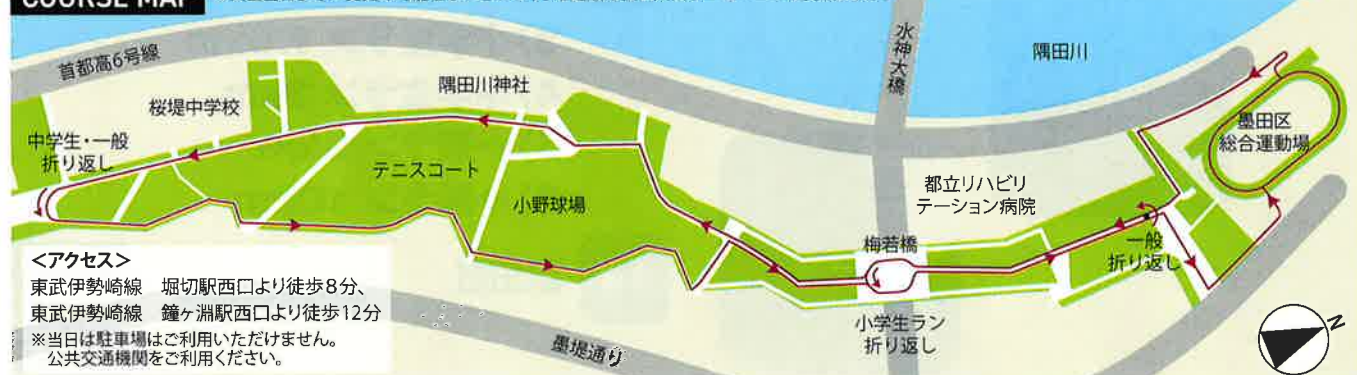 COURSE MAP
首都高6号線
水神大橋
隅田川
隅田川神社
桜堤中学校
中学生・一般
折り返し
墨田区
総合運動場
テニスコート
小野球場
都立リハビリ
テーション病院
梅若橋
一般
折り返し
小学生ラン
折り返し
墨堤通り
<アクセス>
東武伊勢崎線 堀切駅西口より徒歩8分、
東武伊勢崎線 鐘ヶ淵駅西口より徒歩12分
※当日は駐車場はご利用いただけません。
公共交通機関をご利用ください。
N